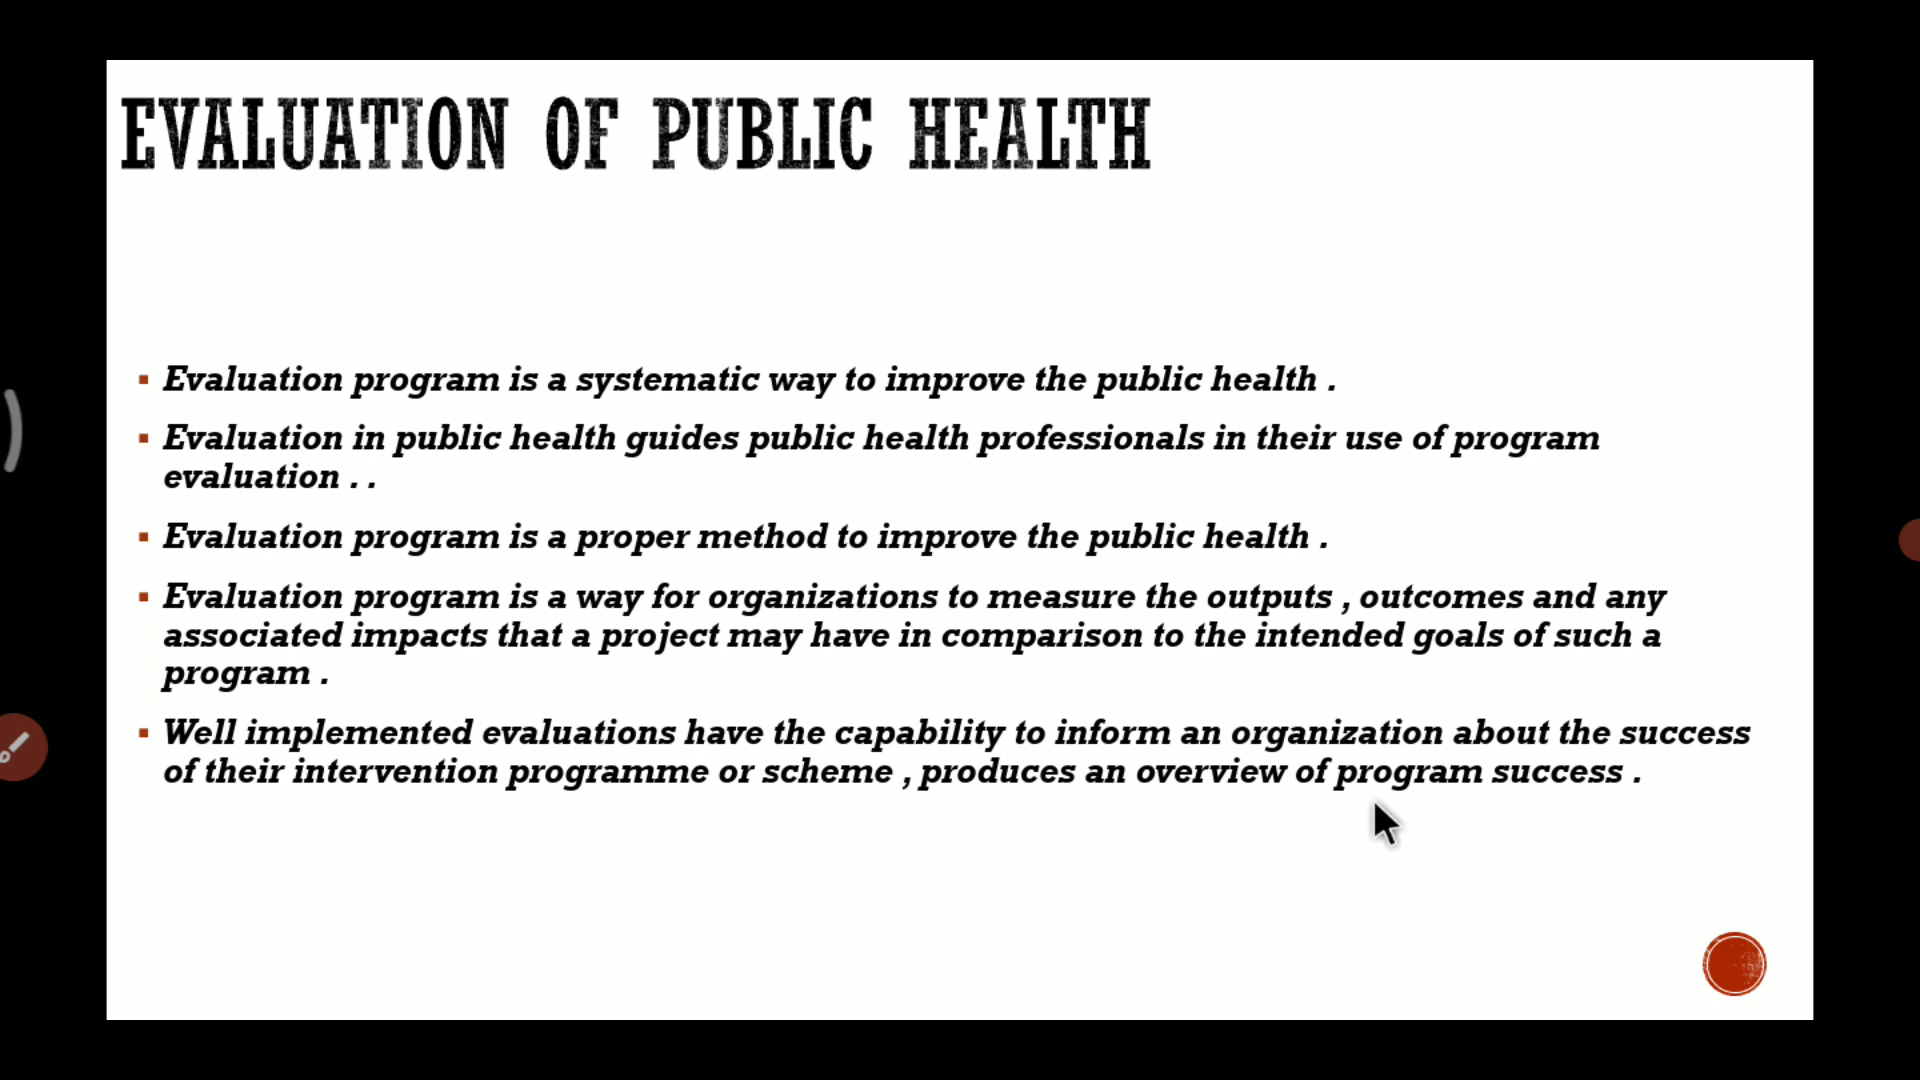 EVALUATION OF PUBLIC HEALTH
Evaluation program is a systematic way to improve the public health .
Evaluation in public health guides public health professionals in their use of program
evaluation . .
Evaluation program is a proper method to improve the public health .
Evaluation program is a way for organizations to measure the outputs , outcomes and any
associated impacts that a project may have in comparison to the intended goals of such a
program .
Well implemented evaluations have the capability to inform an organization about the success
of their intervention programme or scheme , produces an overview of program success .